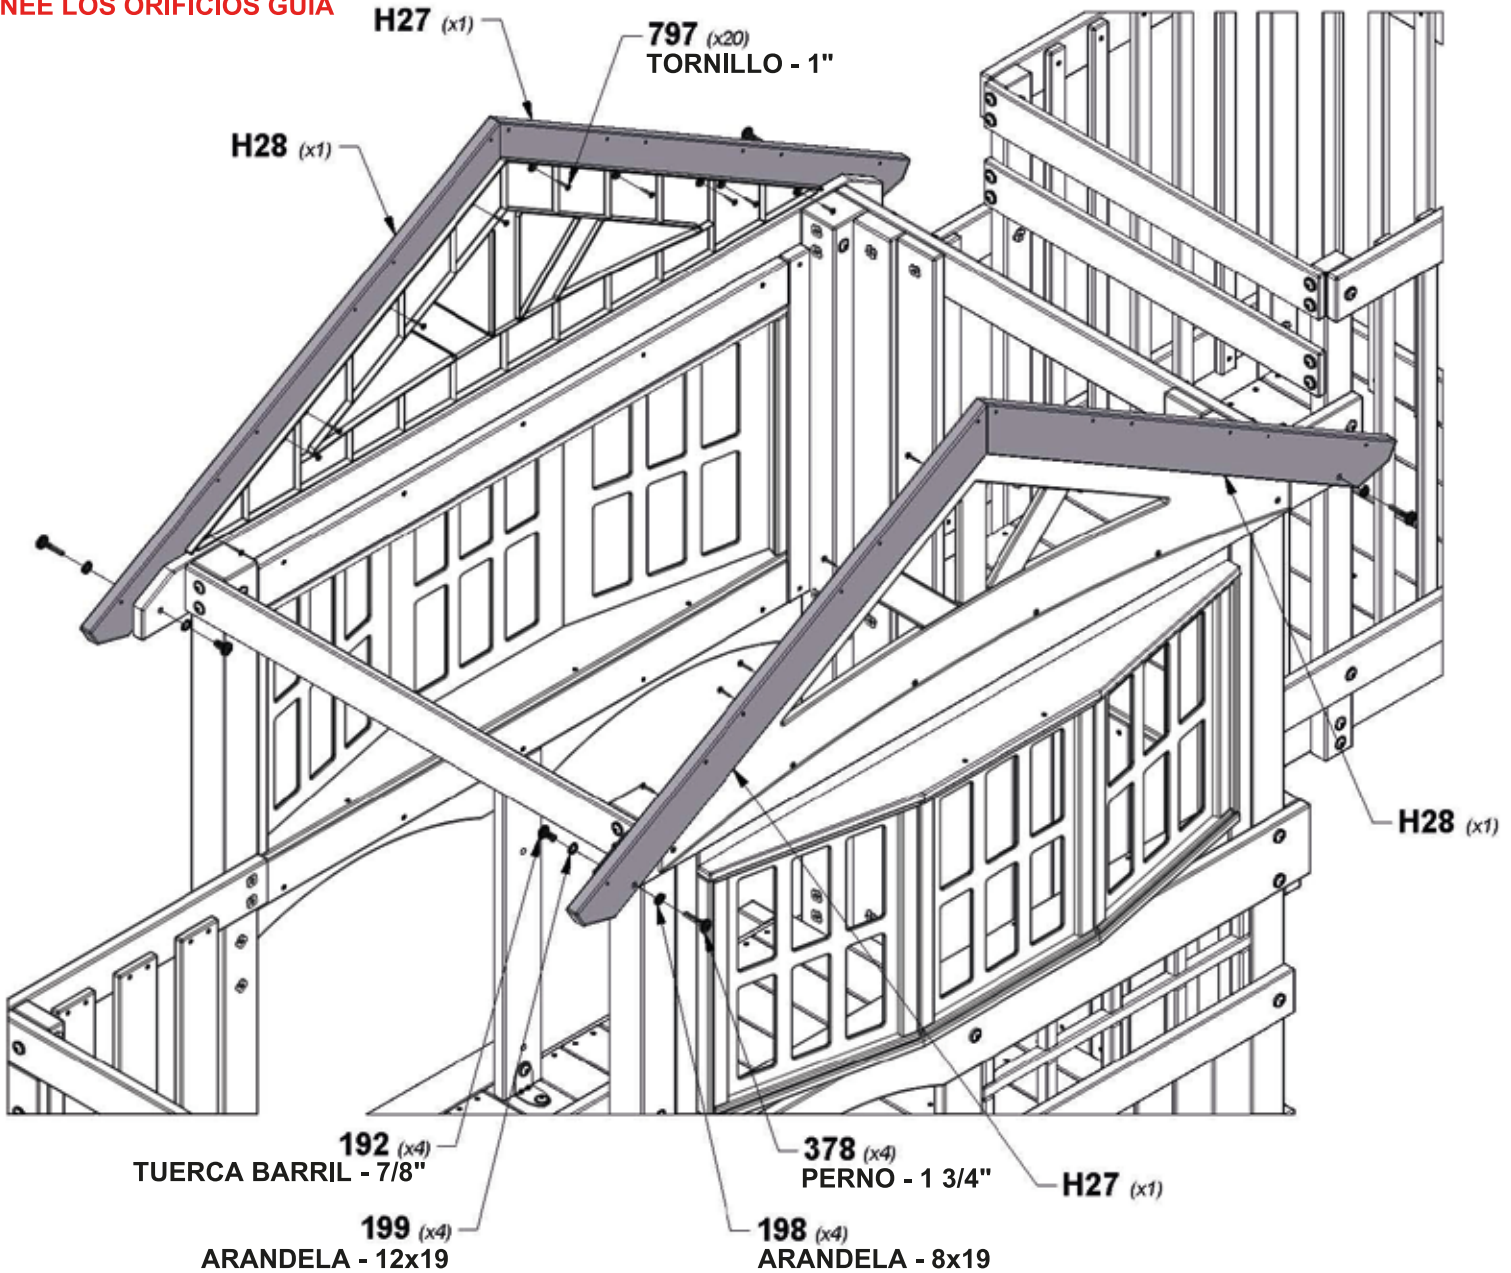 NEE LOS ORIFICIOS GUIA
H27 (x1)
797 (x20)
TORNILLO - 1"
H28 (x1)
H28 (x1)
192 (x4)
TUERCA BARRIL - 7/8"
378 (x4)
PERNO - 1 3/4"
H27 (x1)
199 (x4)
ARANDELA - 12x19
198 (x4)
ARANDELA - 8x19